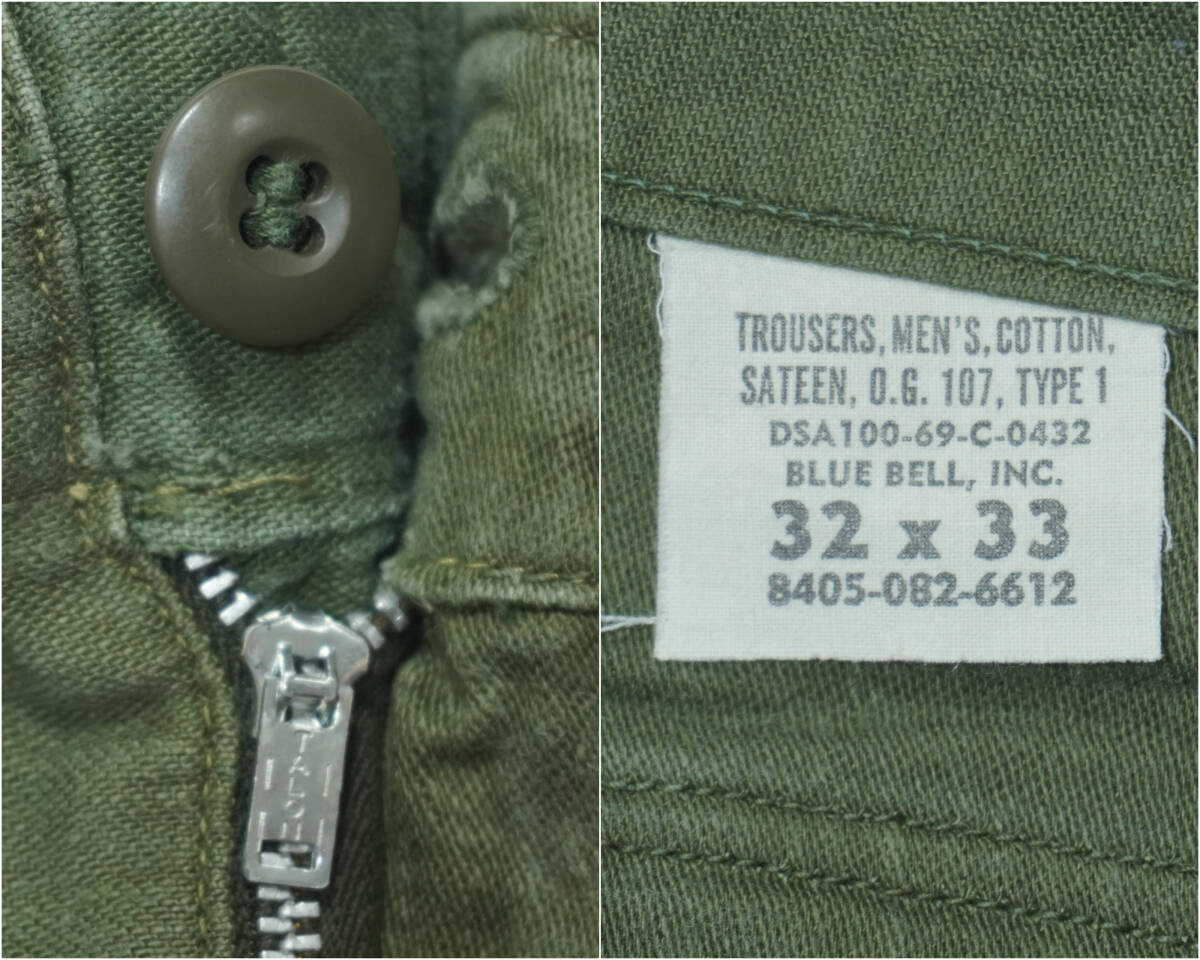 TALON
TROUSERS, MEN'S, COTTON,
SATEEN, O.G. 107, TYPE 1
DSA100-69-C-0432
BLUE BELL, INC.
32 x 33
8405-082-6612